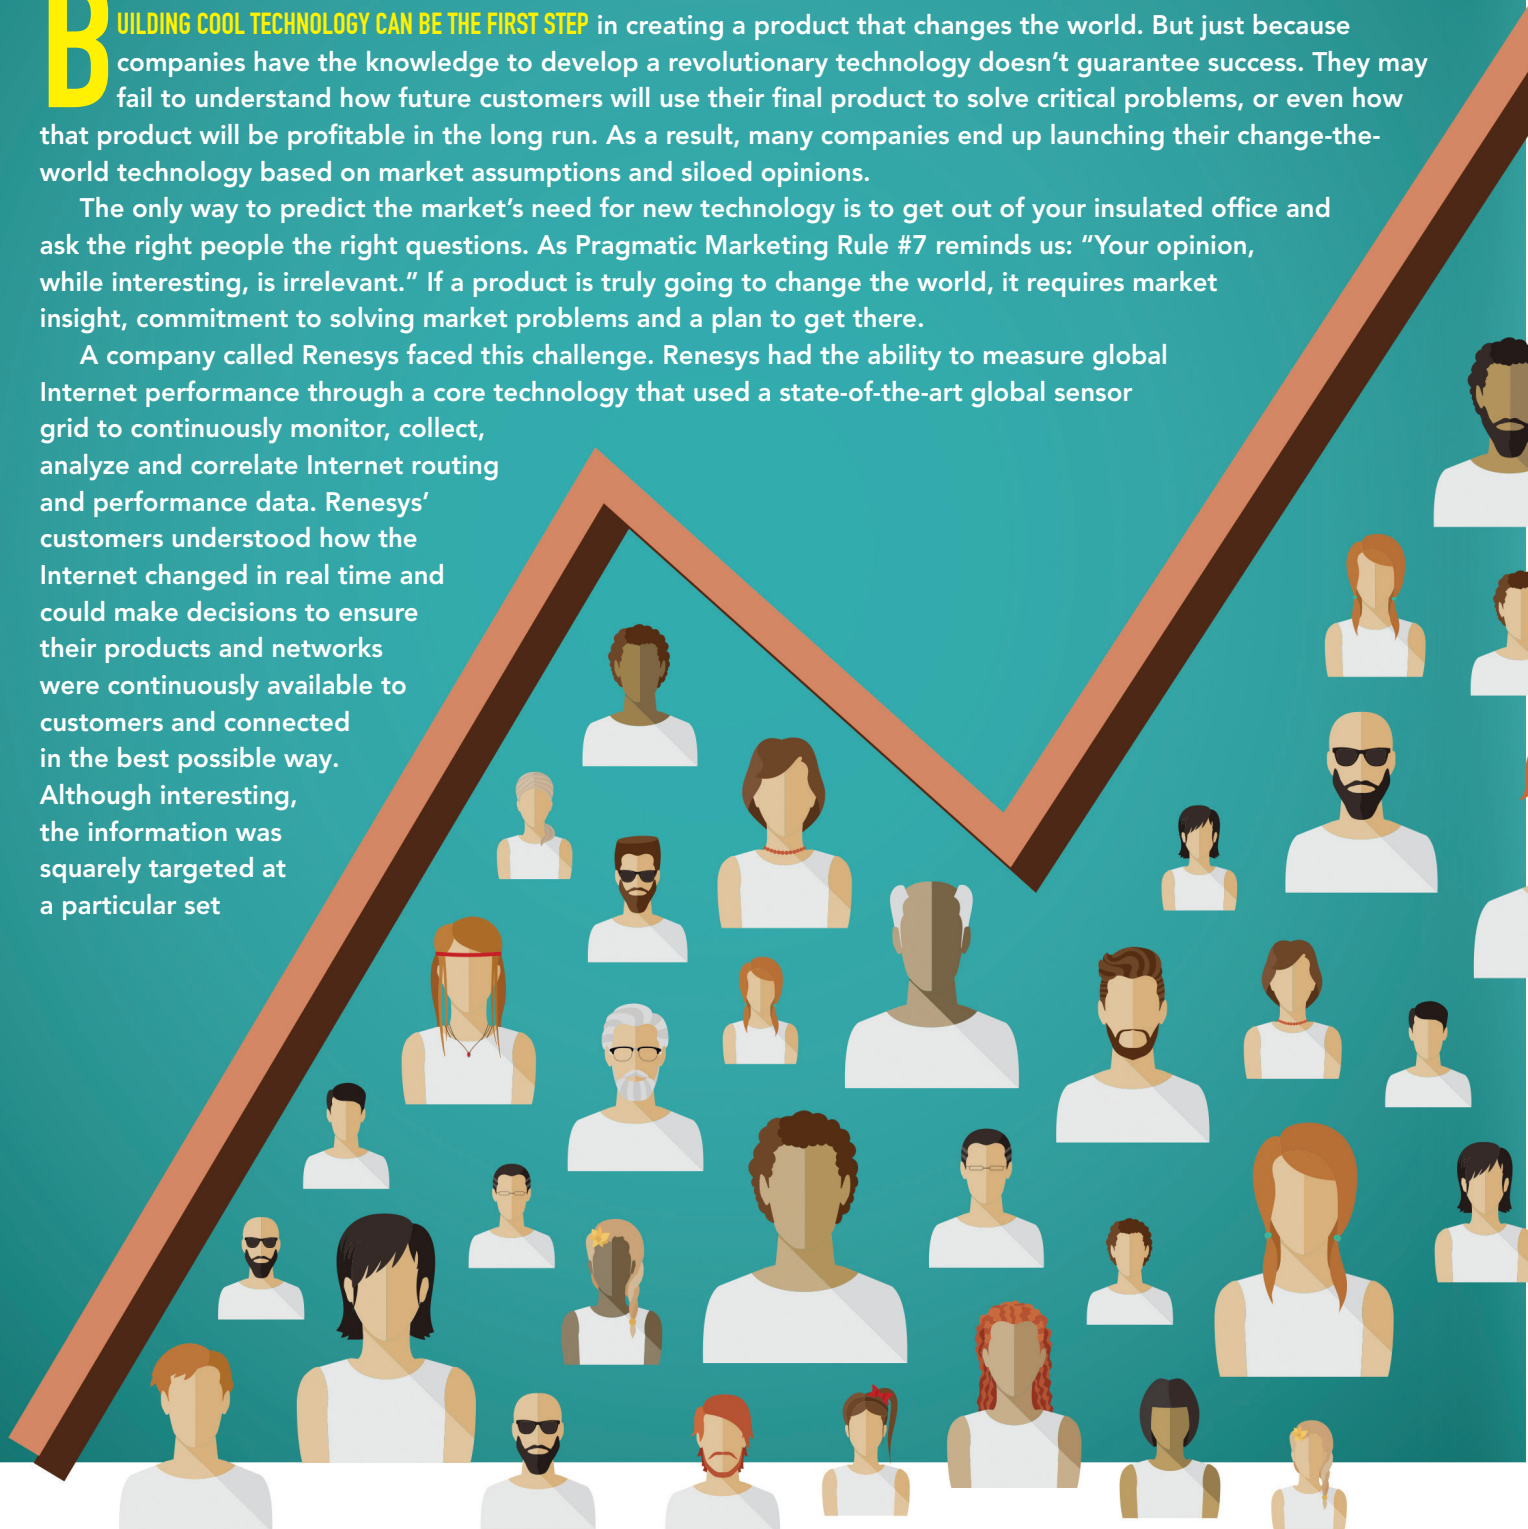 BUILDING COOL TECHNOLOGY CAN BE THE FIRST STEP in creating a product that changes the world. But just because
companies have the knowledge to develop a revolutionary technology doesn't guarantee success. They may
fail to understand how future customers will use their final product to solve critical problems, or even how
that product will be profitable in the long run. As a result, many companies end up launching their change-the-
world technology based on market assumptions and siloed opinions.
The only way to predict the market's need for new technology is to get out of your insulated office and
ask the right people the right questions. As Pragmatic Marketing Rule #7 reminds us: "Your opinion,
while interesting, is irrelevant." If a product is truly going to change the world, it requires market
insight, commitment to solving market problems and a plan to get there.
A company called Renesys faced this challenge. Renesys had the ability to measure global
Internet performance through a core technology that used a state-of-the-art global sensor
grid to continuously monitor, collect,
analyze and correlate Internet routing
and performance data. Renesys'
customers understood how the
Internet changed in real time and
could make decisions to ensure
their products and networks
were continuously available to
customers and connected
in the best possible way.
Although interesting,
the information was
squarely targeted at
a particular set